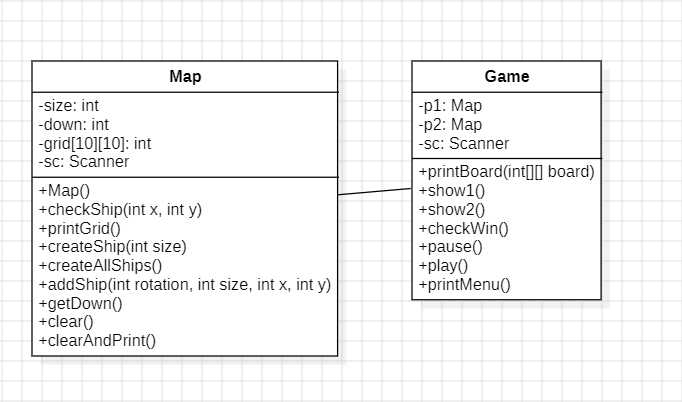 Map
-size: int
-down: int
-grid[10][10]: int
-sc: Scanner
+Map()
+checkShip(int x, int y)
+printGrid()
+createShip(int size)
+createAllShips()
+addShip(int rotation, int size, int x, int y)
+getDown()
+clear()
+clearAndPrint()
Game
-p1: Map
-p2: Map
-sc: Scanner
+printBoard(int[][] board)
+show1()
+show2()
+checkWin()
+pause()
+play()
+printMenu()